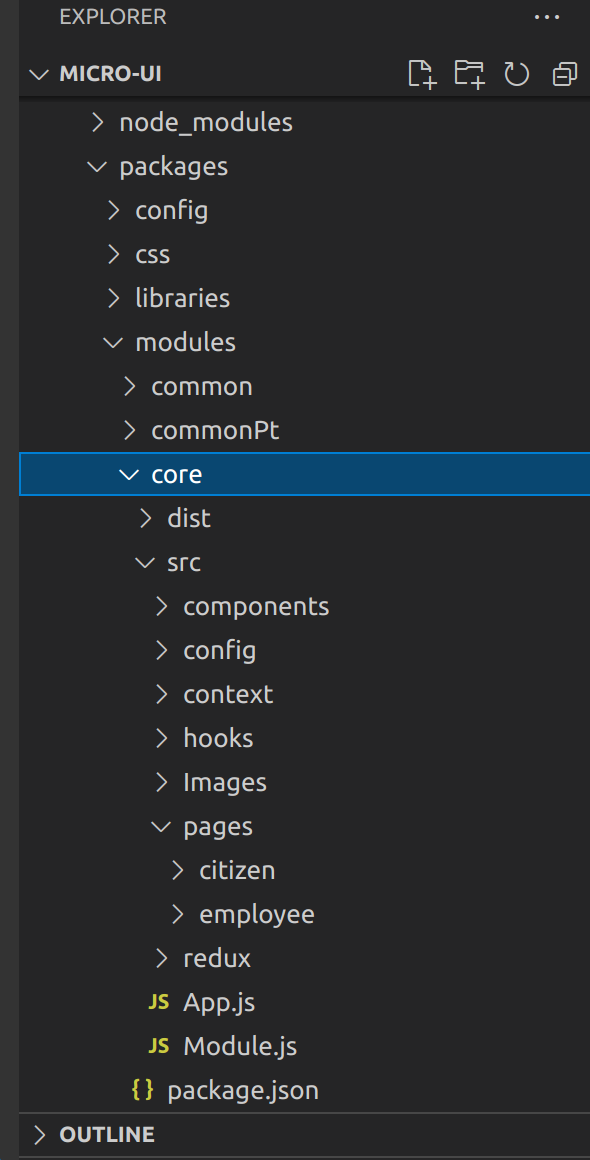 EXPLORER
MICRO-UI
node_modules
packages
config
css
libraries
modules
common
commonPt
core
dist
src
components
config
context
hooks
Images
pages
citizen
employee
redux
JS App.js
JS Module.js
{ } package.json
OUTLINE